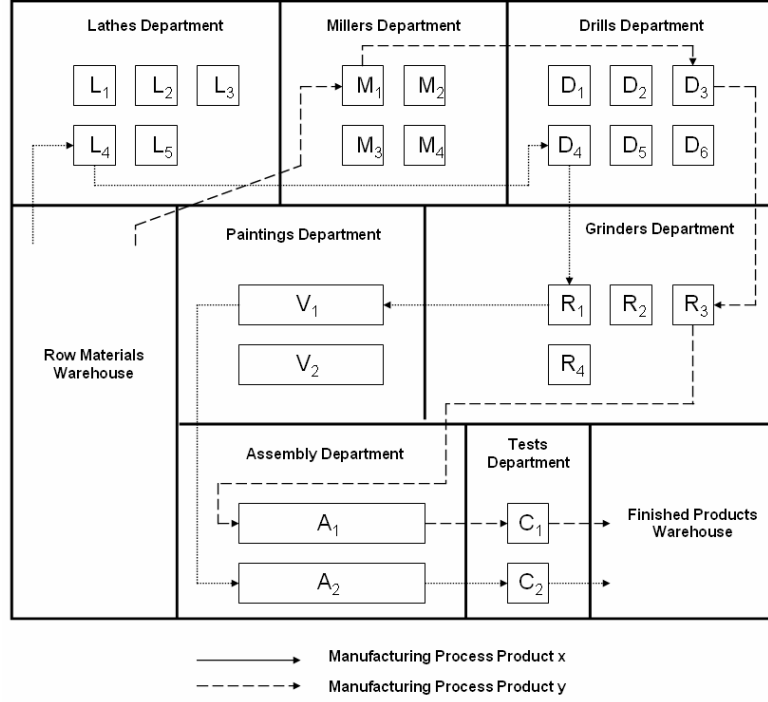 Lathes Department
Millers Department
Drills Department
L1 L2 L3
M1 M2
D1 D2 D3
L4 L5
M3 M4
D4 D5 D6
Paintings Department
Grinders Department
V1
R1 R2 R3
Row Materials
Warehouse
V2
R4
Assembly Department
Tests
Department
A1
C1
Finished Products
Warehouse
A2
C2
Manufacturing Process Product x
Manufacturing Process Product y